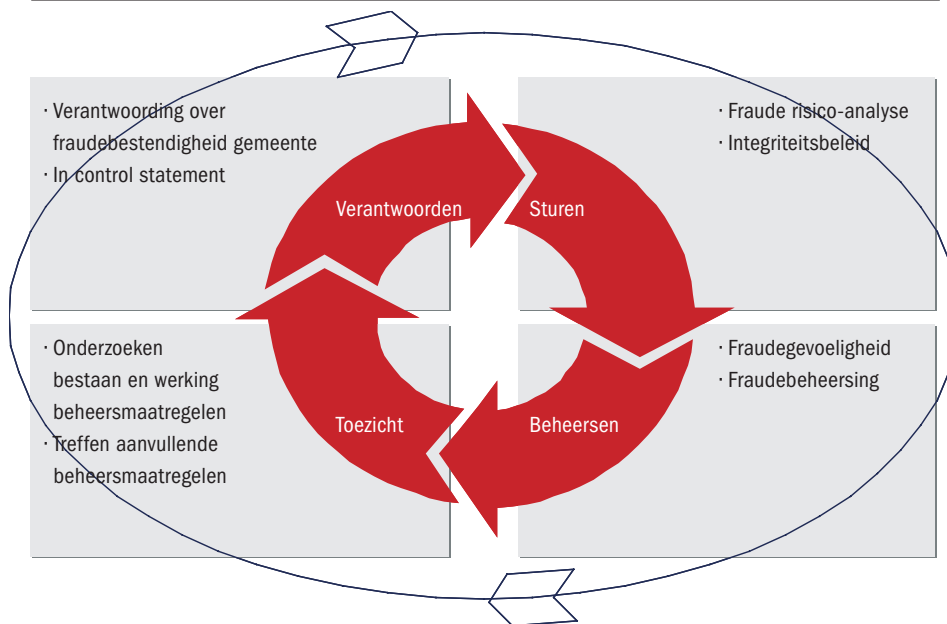 · Verantwoording over
fraudebestendigheid gemeente
· In control statement
· Fraude risico-analyse
· Integriteitsbeleid
Verantwoorden
Sturen
· Onderzoeken
bestaan en werking
beheersmaatregelen
· Treffen aanvullende
beheersmaatregelen
· Fraudegevoeligheid
· Fraudebeheersing
Toezicht
Beheersen